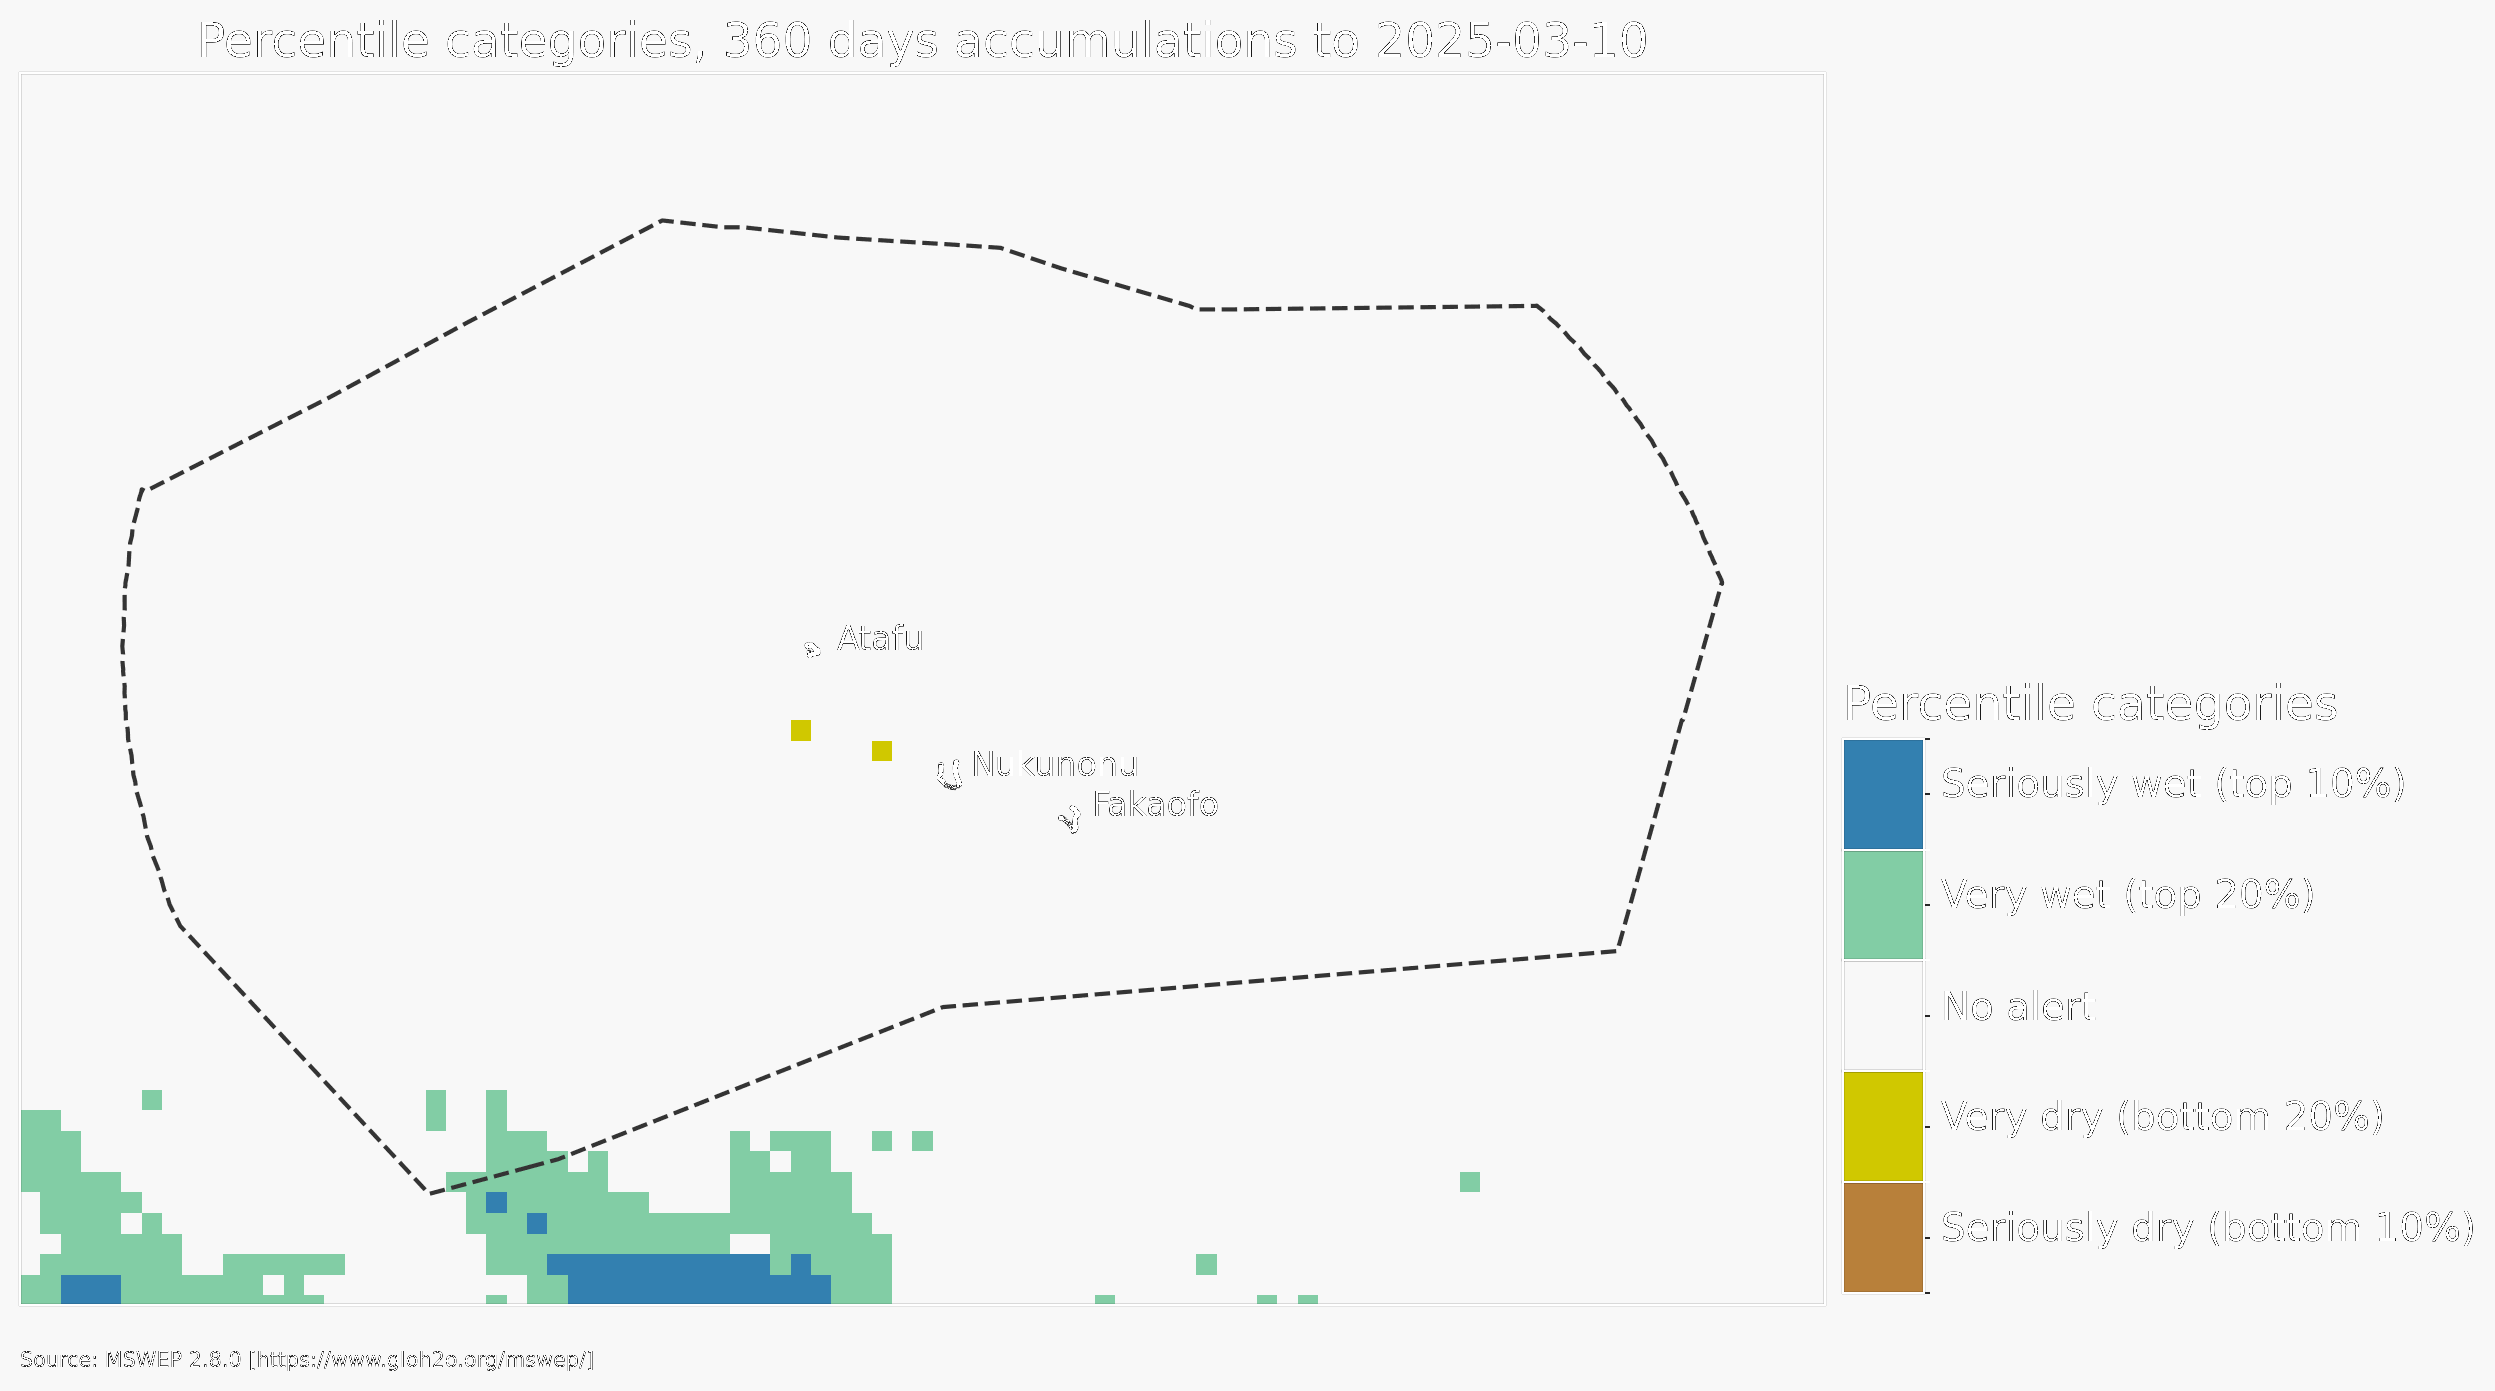 Percentile categories, 360 days accumulations to 2025-03-10
Atafu
Nukunonu
Fakaofo
Percentile categories
Seriously wet (top 10%)
Very wet (top 20%)
No alert
Very dry (bottom 20%)
Seriously dry (bottom 10%)
Source: MSWEP 2.8.0 [https://www.gloh2o.org/mswep/]